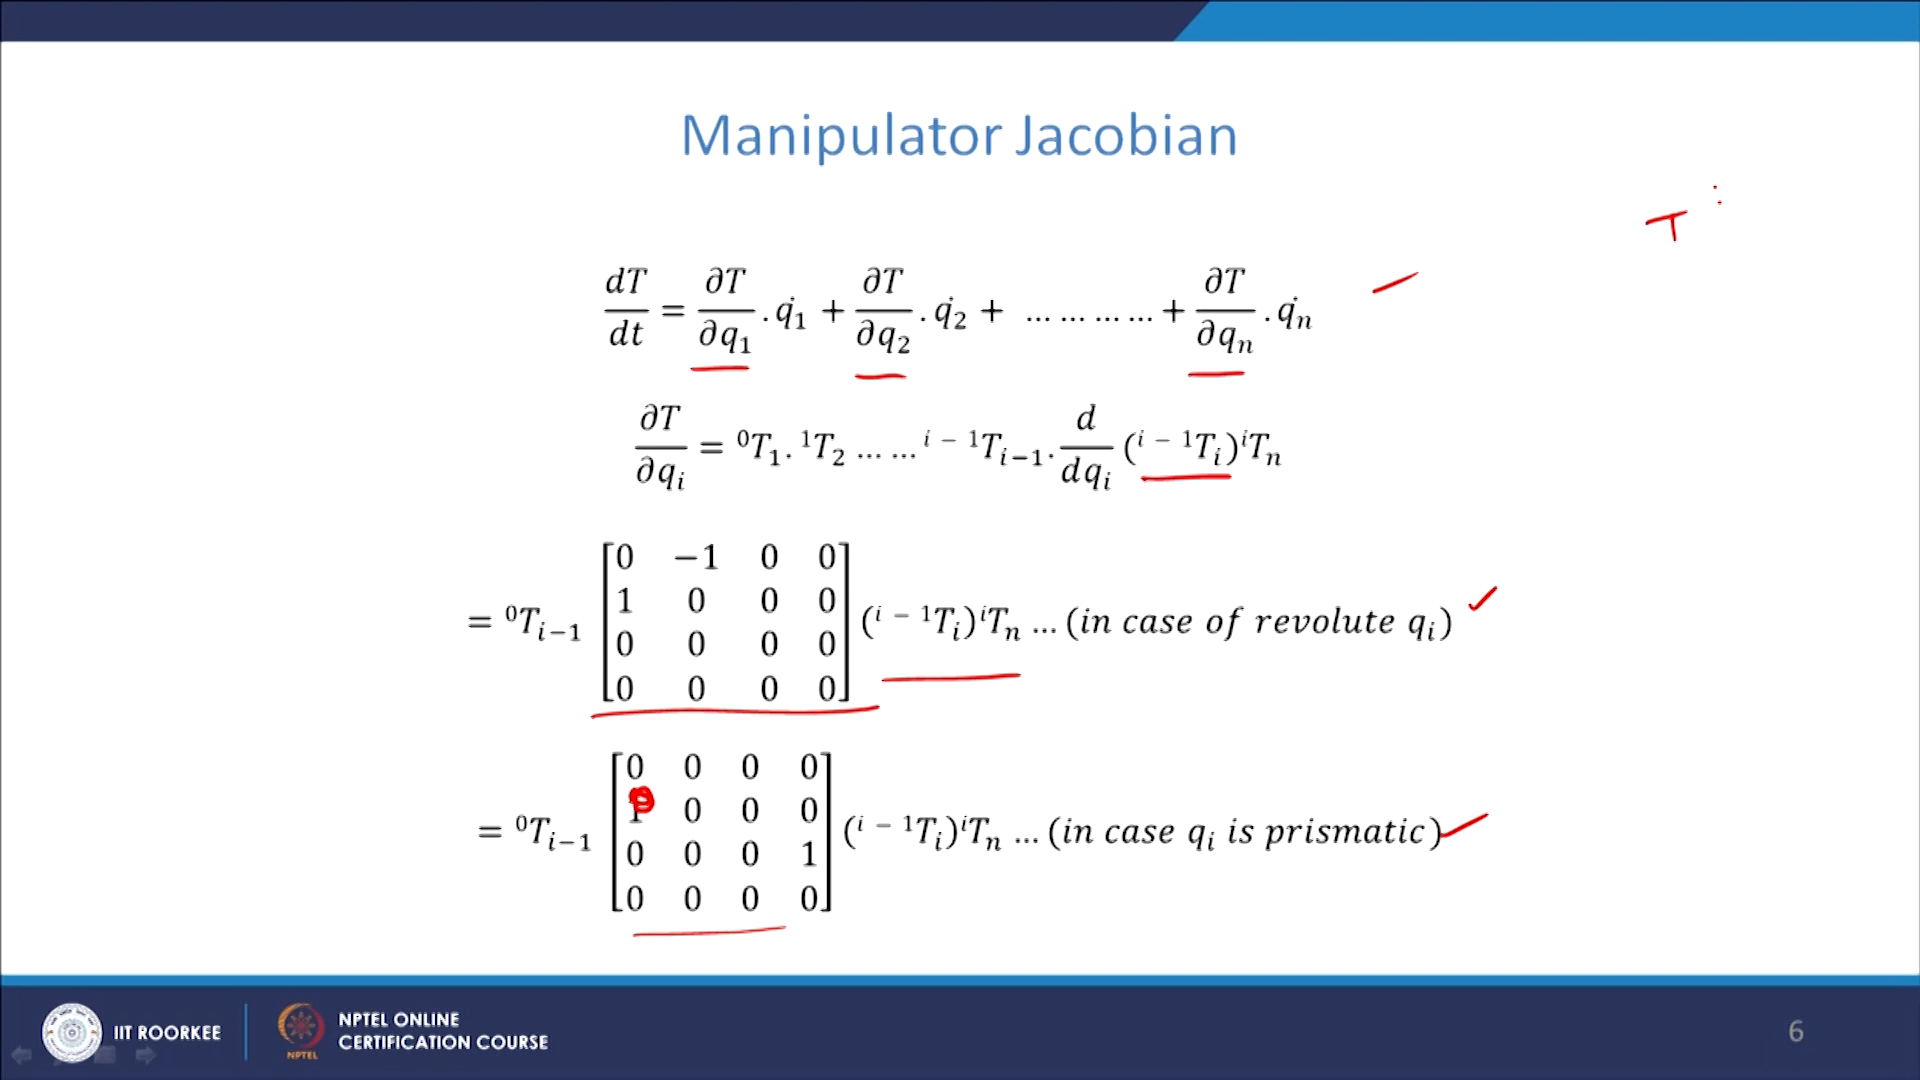 Manipulator Jacobian
T
dT/dt = ∂T/∂q₁ . q̇₁ + ∂T/∂q₂ . q̇₂ + … … … … + ∂T/∂qₙ . q̇ₙ
∂T/∂qᵢ = ⁰T₁. ¹T₂ … … ⁱ ⁻ ¹Tᵢ₋₁. d/dqᵢ (ⁱ ⁻ ¹Tᵢ)ⁱTₙ
= ⁰Tᵢ₋₁ [0 −1 0 0
1 0 0 0
0 0 0 0
0 0 0 0] (ⁱ ⁻ ¹Tᵢ)ⁱTₙ … (in case of revolute qᵢ)
= ⁰Tᵢ₋₁ [0 0 0 0
0 0 0 0
0 0 0 1
0 0 0 0] (ⁱ ⁻ ¹Tᵢ)ⁱTₙ … (in case qᵢ is prismatic)
IIT ROORKEE
NPTEL
NPTEL ONLINE
CERTIFICATION COURSE
6